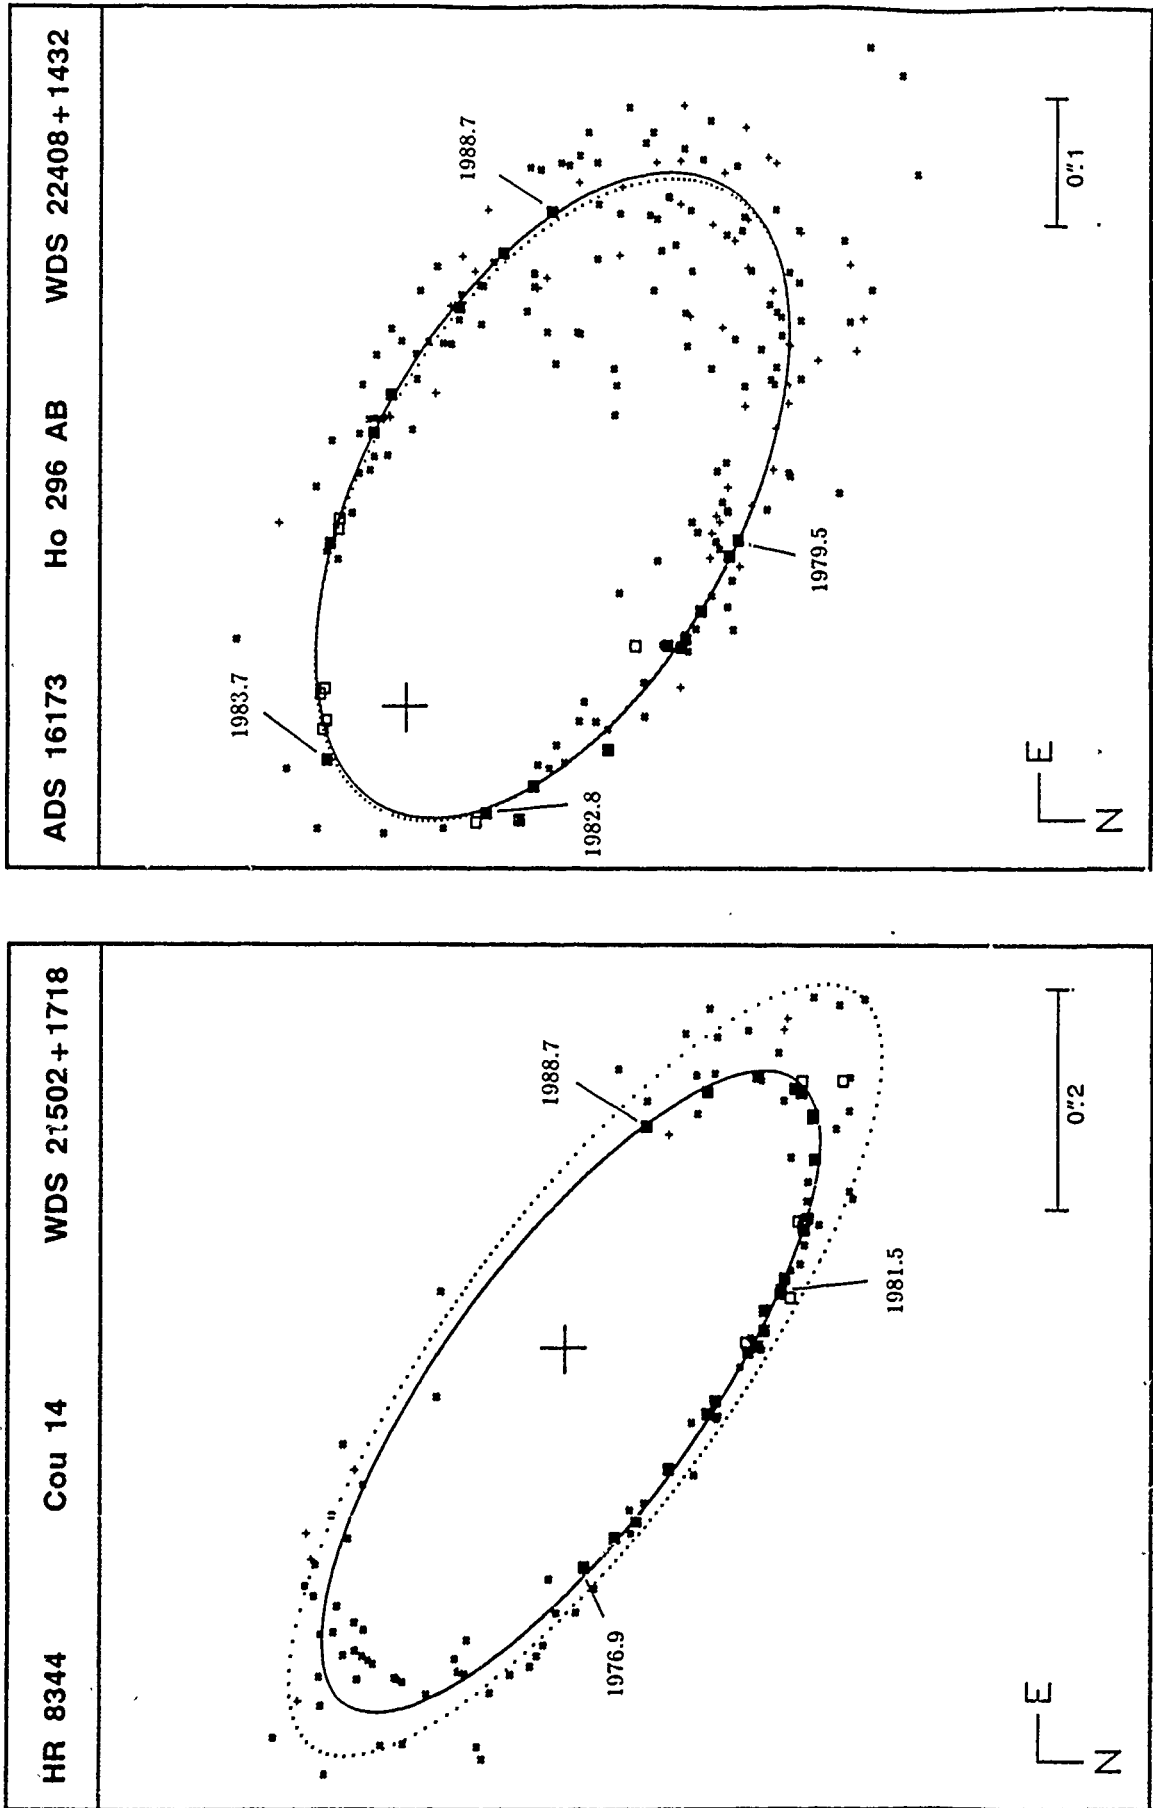 ADS 16173 Ho 296 AB WDS 22408+1432
1983.7
1988.7
1982.8
1979.5
0".1
E
N
HR 8344 Cou 14 WDS 21502+1718
1988.7
1976.9
1981.5
0".2
E
N